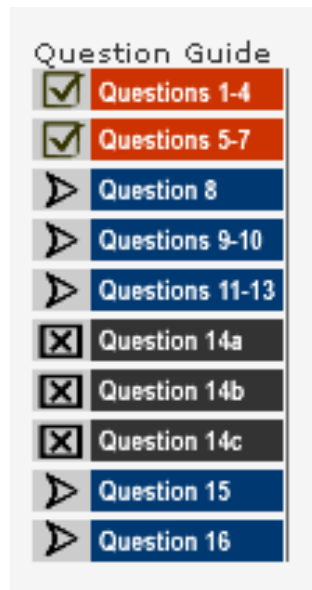 Question Guide
Questions 1-4
Questions 5-7
Question 8
Questions 9-10
Questions 11-13
Question 14a
Question 14b
Question 14c
Question 15
Question 16